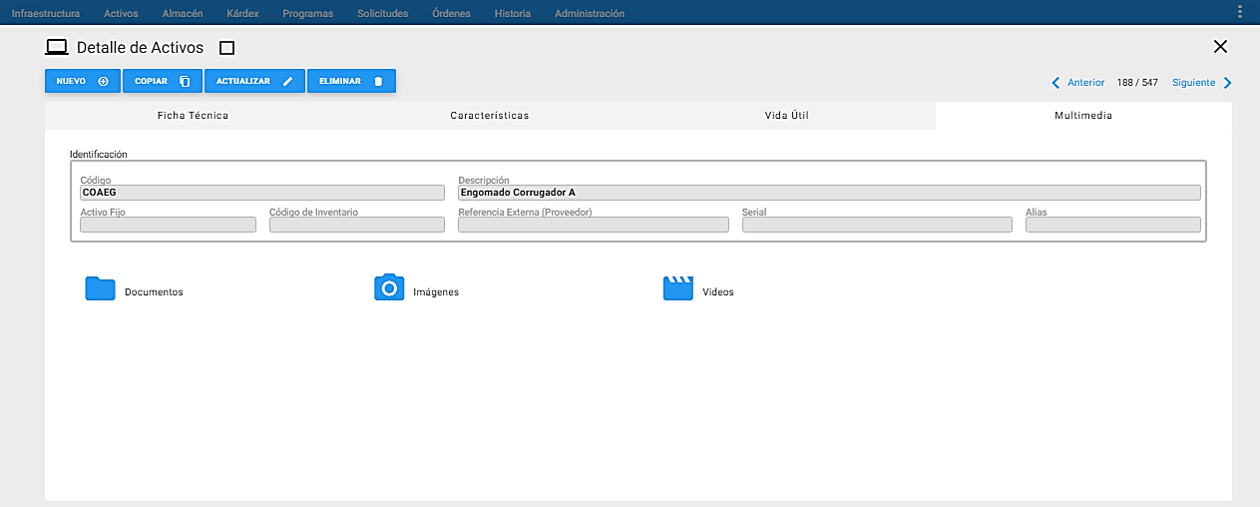 Infraestructura Activos Almacén Kárdex Programas Solicitudes Órdenes Historia Administración
Detalle de Activos
NUEVO COPIAR ACTUALIZAR ELIMINAR
Anterior 188 / 547 Siguiente
Ficha Técnica Características Vida Útil Multimedia
Identificación
Código Descripción
COAEG Engomado Corrugador A
Activo Fijo Código de Inventario Referencia Externa (Proveedor) Serial Alias
Documentos Imágenes Videos